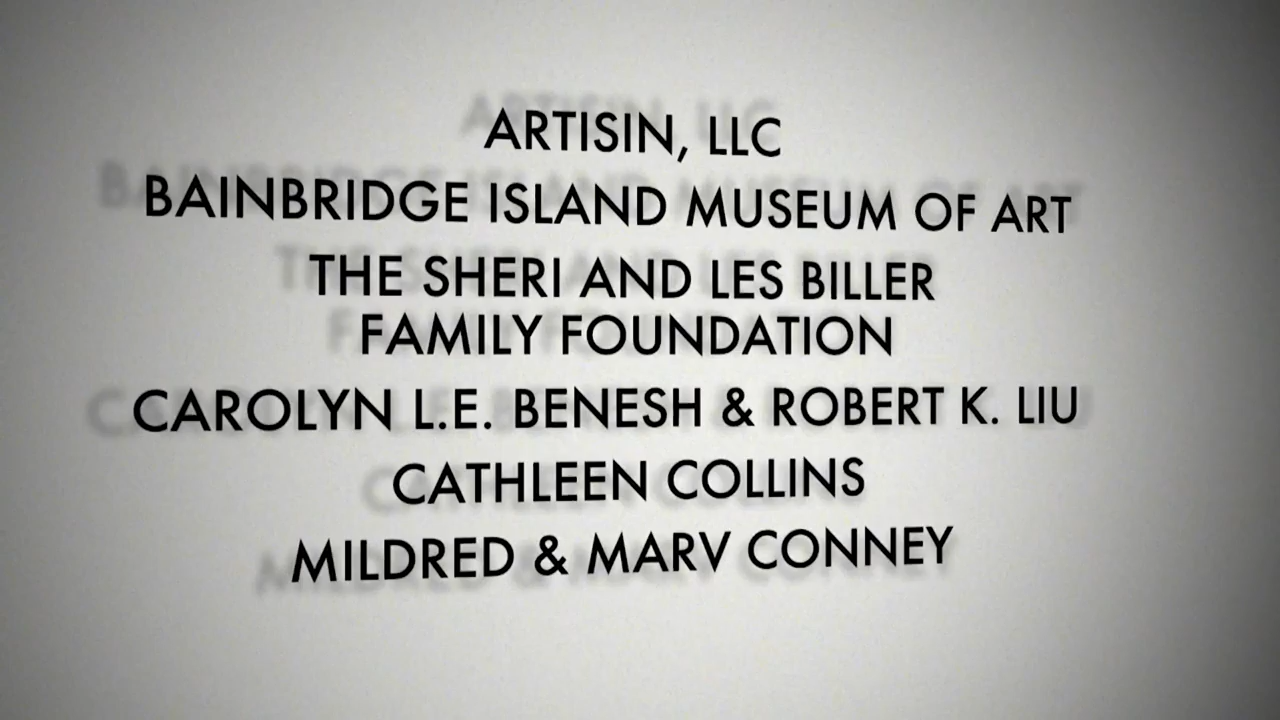 ARTISIN, LLC
BAINBRIDGE ISLAND MUSEUM OF ART
THE SHERI AND LES BILLER
FAMILY FOUNDATION
CAROLYN L.E. BENESH & ROBERT K. LIU
CATHLEEN COLLINS
MILDRED & MARV CONNEY